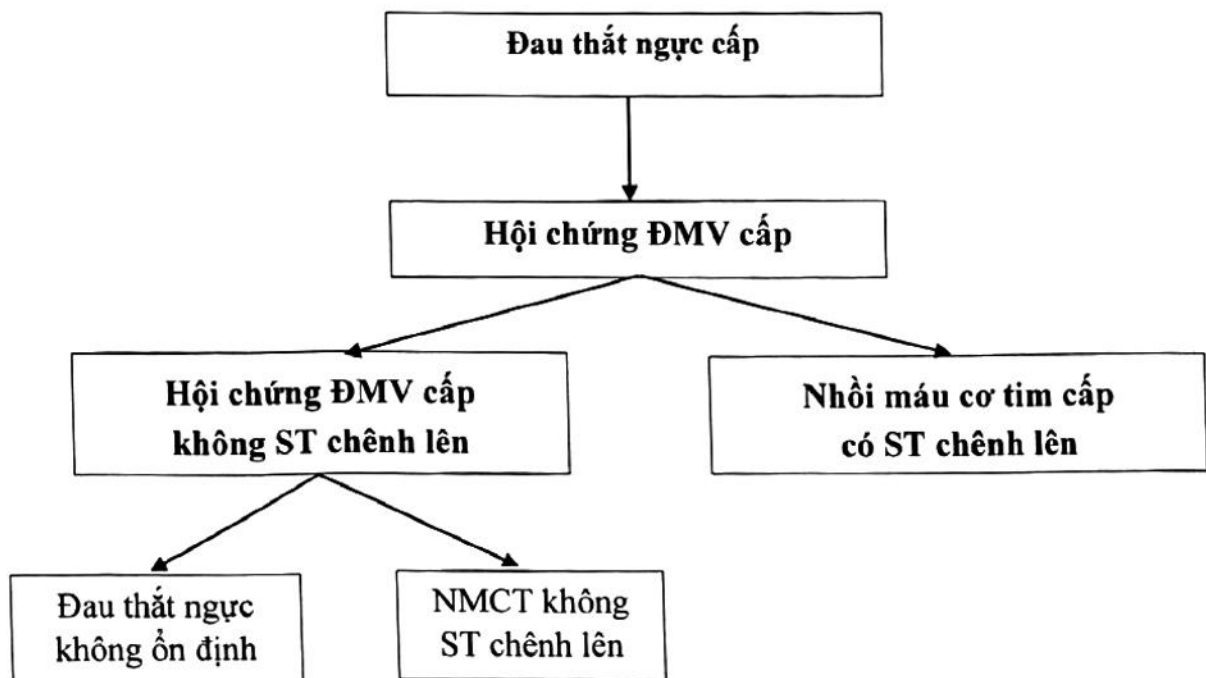 Đau thắt ngực cấp
Hội chứng ĐMV cấp
Hội chứng ĐMV cấp
không ST chênh lên
Nhồi máu cơ tim cấp
có ST chênh lên
Đau thắt ngực
không ổn định
NMCT không
ST chênh lên